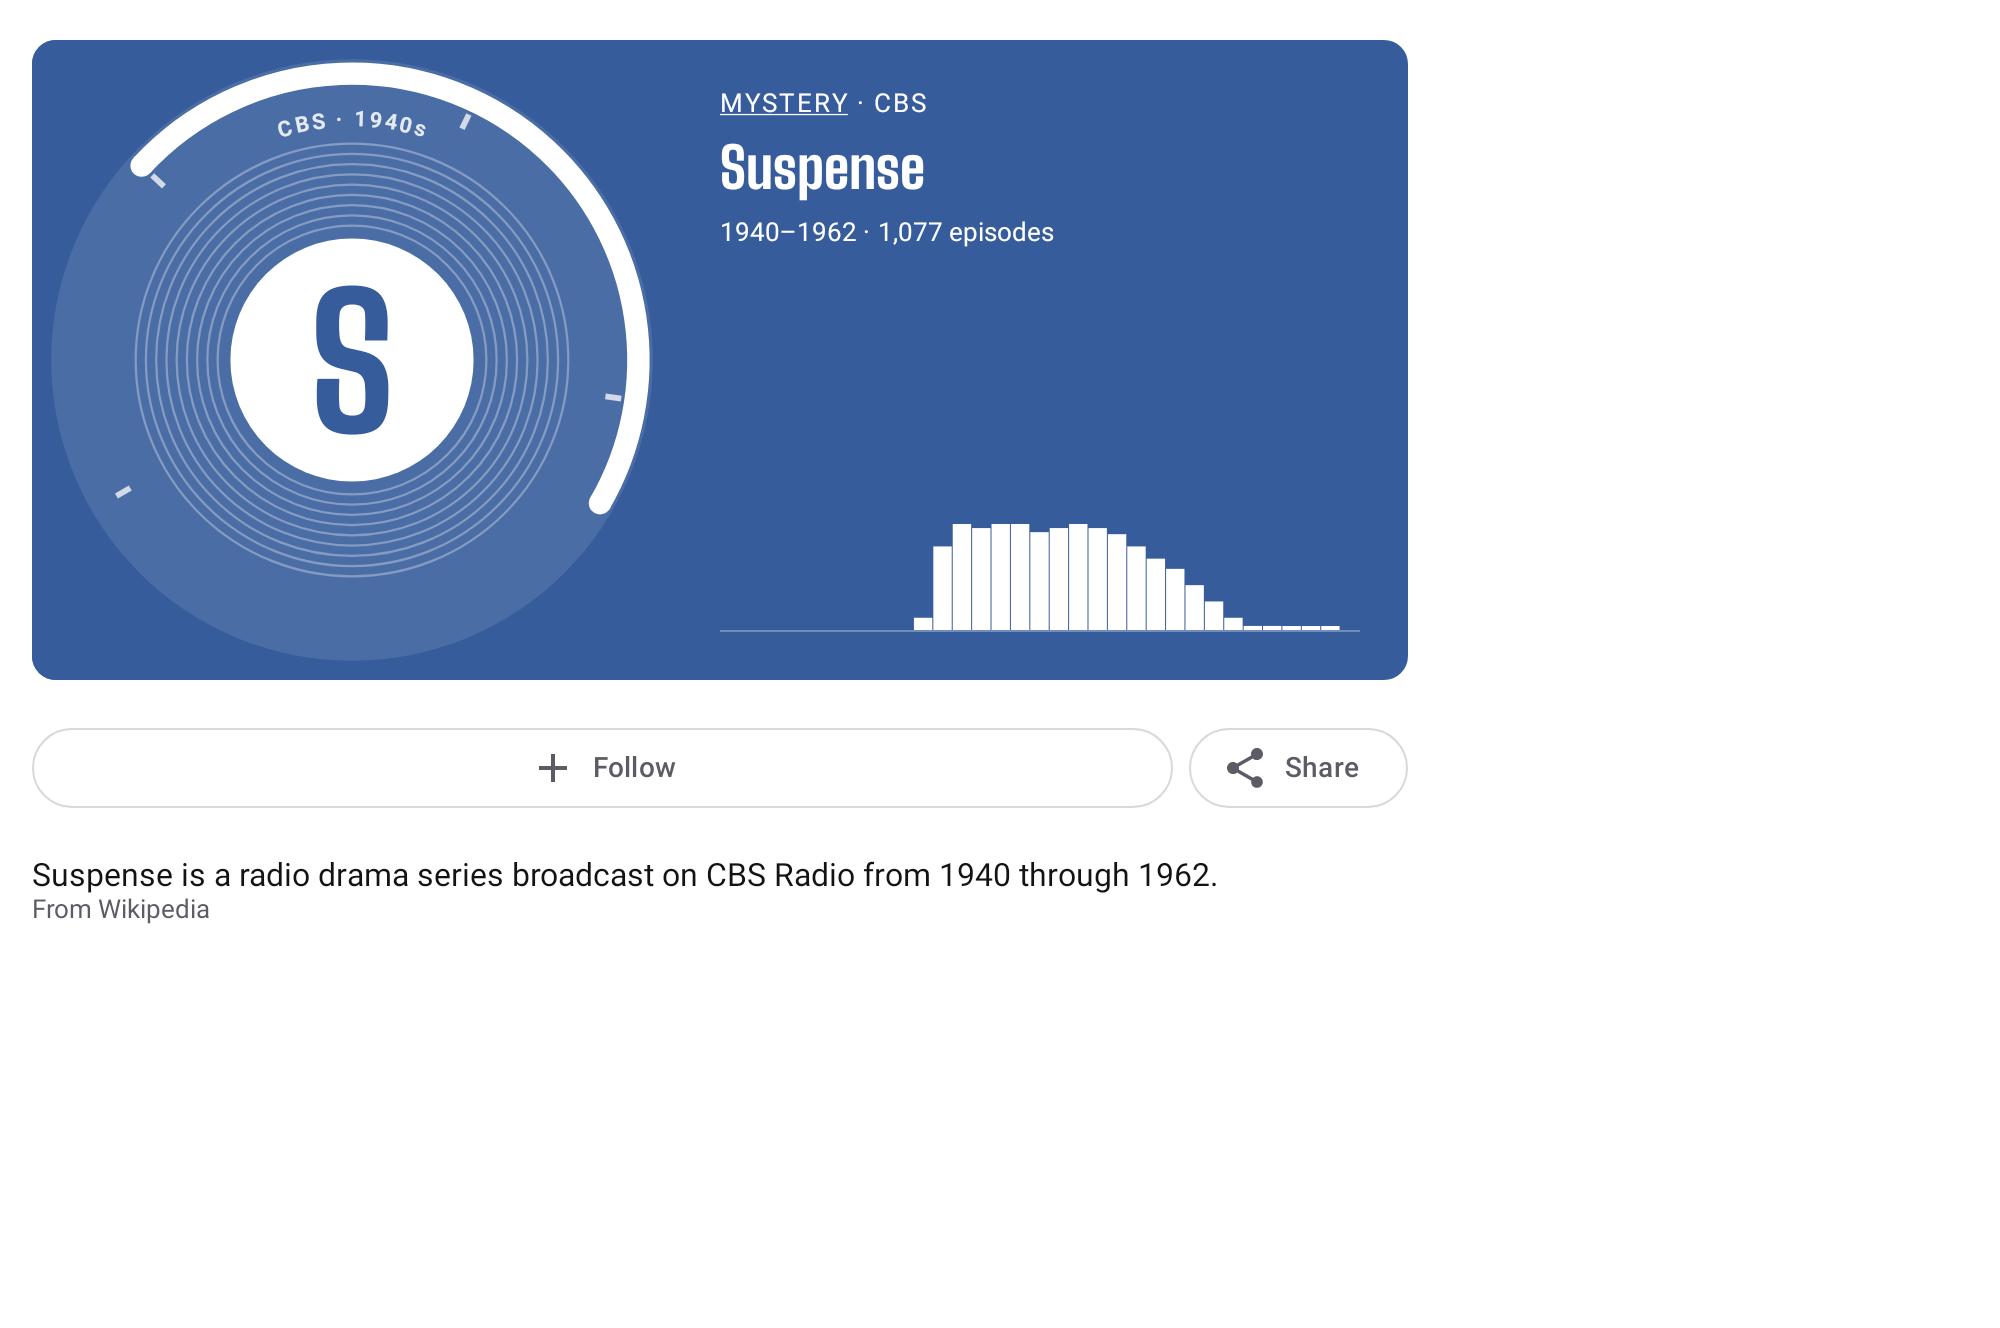 CBS · 1940s
S
MYSTERY · CBS
Suspense
1940–1962 · 1,077 episodes
Follow
Share
Suspense is a radio drama series broadcast on CBS Radio from 1940 through 1962.
From Wikipedia